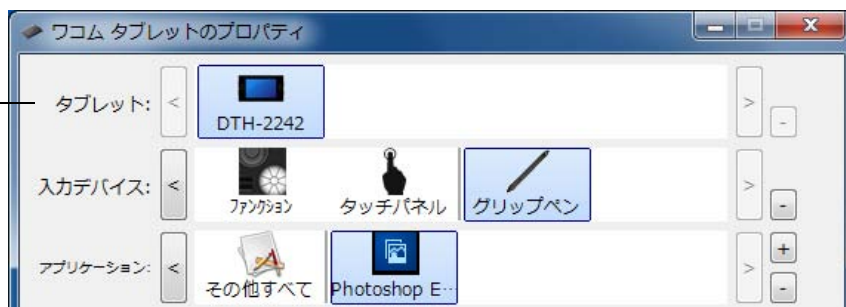 ワコム タブレットのプロパティ
タブレット: < DTH-2242 > -
入力デバイス: < ファンクション タッチパネル グリップペン > -
アプリケーション: < その他すべて Photoshop E… > + -